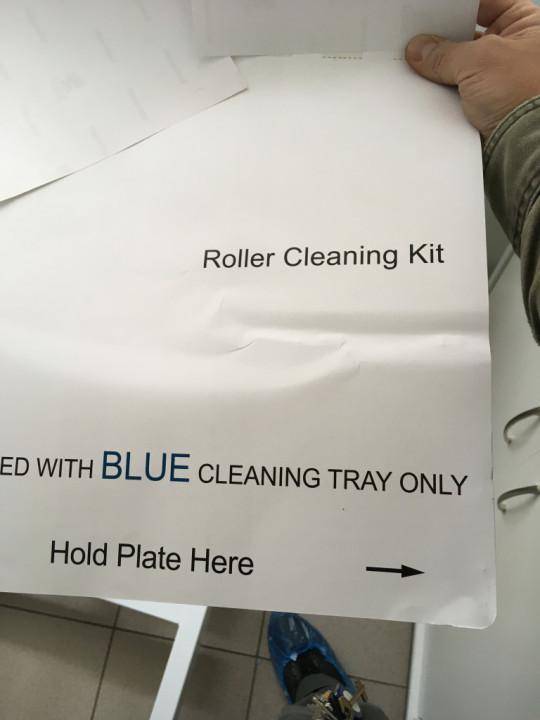 Roller Cleaning Kit
ED WITH BLUE CLEANING TRAY ONLY
Hold Plate Here